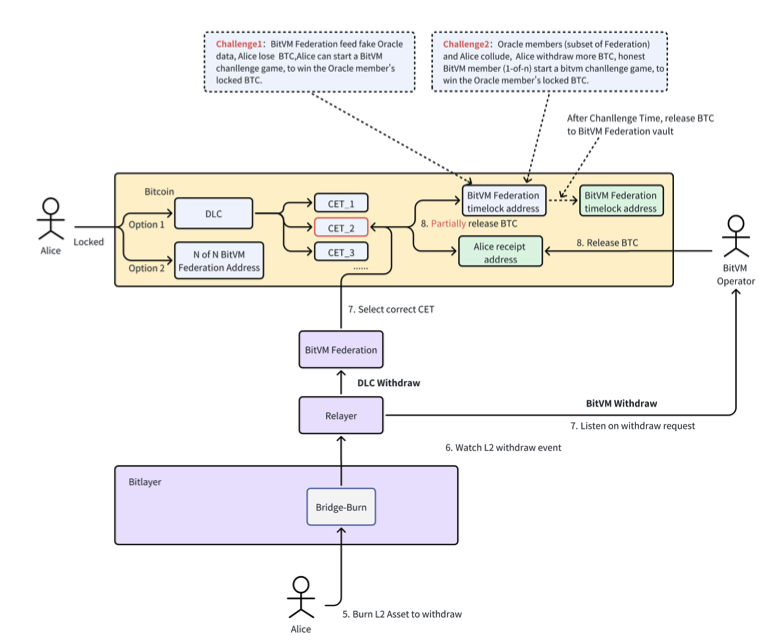 Challenge1: BitVM Federation feed fake Oracle
data, Alice lose BTC,Alice can start a BitVM
chanllenge game, to win the Oracle member's
locked BTC.
Challenge2: Oracle members (subset of Federation)
and Alice collude, Alice withdraw more BTC, honest
BitVM member (1-of-n) start a bitvm chanllenge game, to
win the Oracle member's locked BTC.
After Chanllenge Time, release BTC
to BitVM Federation vault
Bitcoin
Alice
Locked
Option 1
Option 2
DLC
N of N BitVM
Federation Address
CET_1
CET_2
CET_3
......
BitVM Federation
timelock address
BitVM Federation
timelock address
8. Partially release BTC
Alice receipt
address
8. Release BTC
BitVM
Operator
7. Select correct CET
BitVM Federation
DLC Withdraw
Relayer
BitVM Withdraw
7. Listen on withdraw request
6. Watch L2 withdraw event
Bitlayer
Bridge-Burn
5. Burn L2 Asset to withdraw
Alice